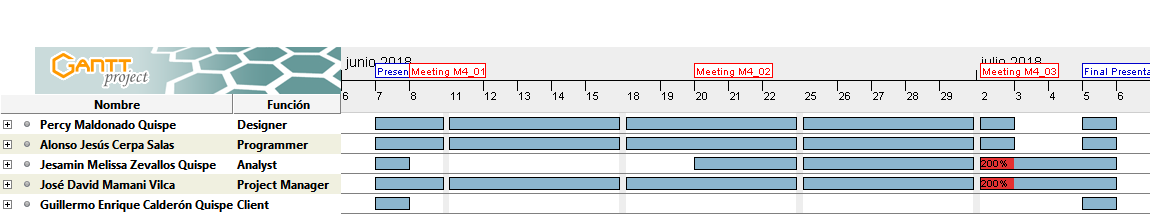 GANTT
project
junio 2018
julio 2018
Presen
Meeting M4_01
Meeting M4_02
Meeting M4_03
Final Presenta
Nombre
Función
6 7 8 11 12 13 14 15 18 19 20 21 22 25 26 27 28 29 2 3 4 5 6
Percy Maldonado Quispe Designer
Alonso Jesús Cerpa Salas Programmer
Jesamin Melissa Zevallos Quispe Analyst 200%
José David Mamani Vilca Project Manager 200%
Guillermo Enrique Calderón Quispe Client